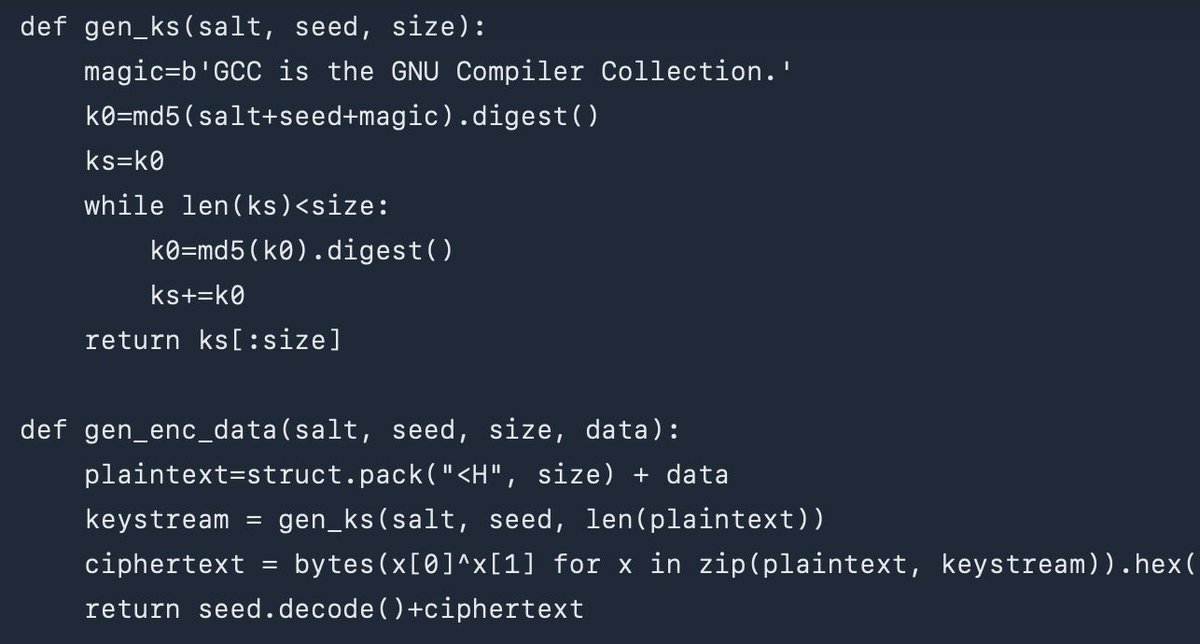 def gen_ks(salt, seed, size):
    magic=b'GCC is the GNU Compiler Collection.'
    k0=md5(salt+seed+magic).digest()
    ks=k0
    while len(ks)<size:
        k0=md5(k0).digest()
        ks+=k0
    return ks[:size]

def gen_enc_data(salt, seed, size, data):
    plaintext=struct.pack("<H", size) + data
    keystream = gen_ks(salt, seed, len(plaintext))
    ciphertext = bytes(x[0]^x[1] for x in zip(plaintext, keystream)).hex(
    return seed.decode()+ciphertext